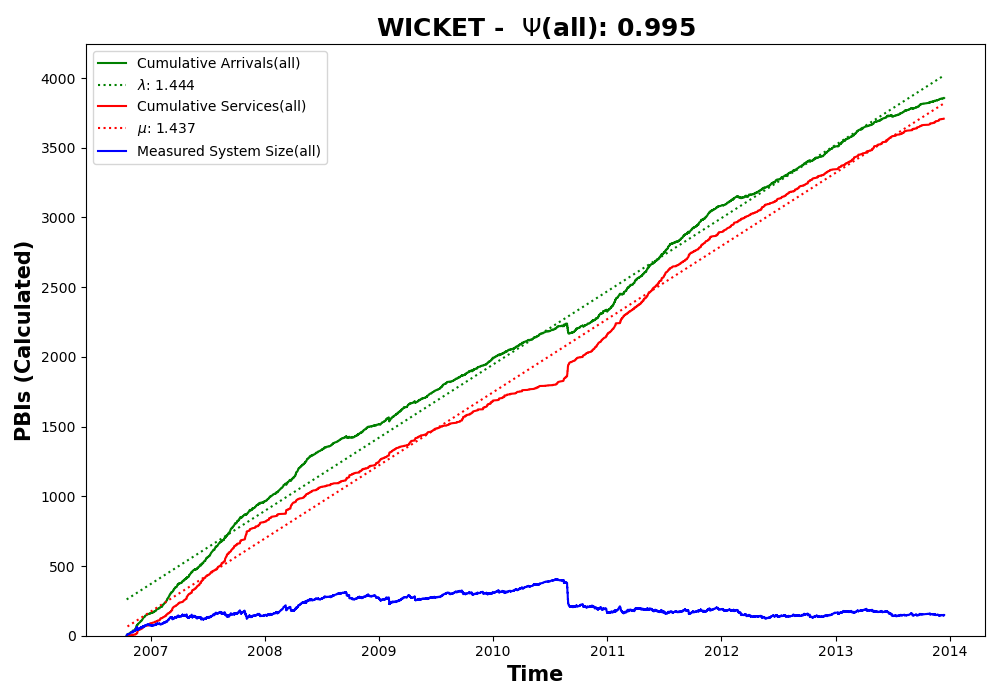 WICKET - Ψ(all): 0.995
Cumulative Arrivals(all)
λ: 1.444
Cumulative Services(all)
μ: 1.437
Measured System Size(all)
PBIs (Calculated)
4000
3500
3000
2500
2000
1500
1000
500
0
2007 2008 2009 2010 2011 2012 2013 2014
Time